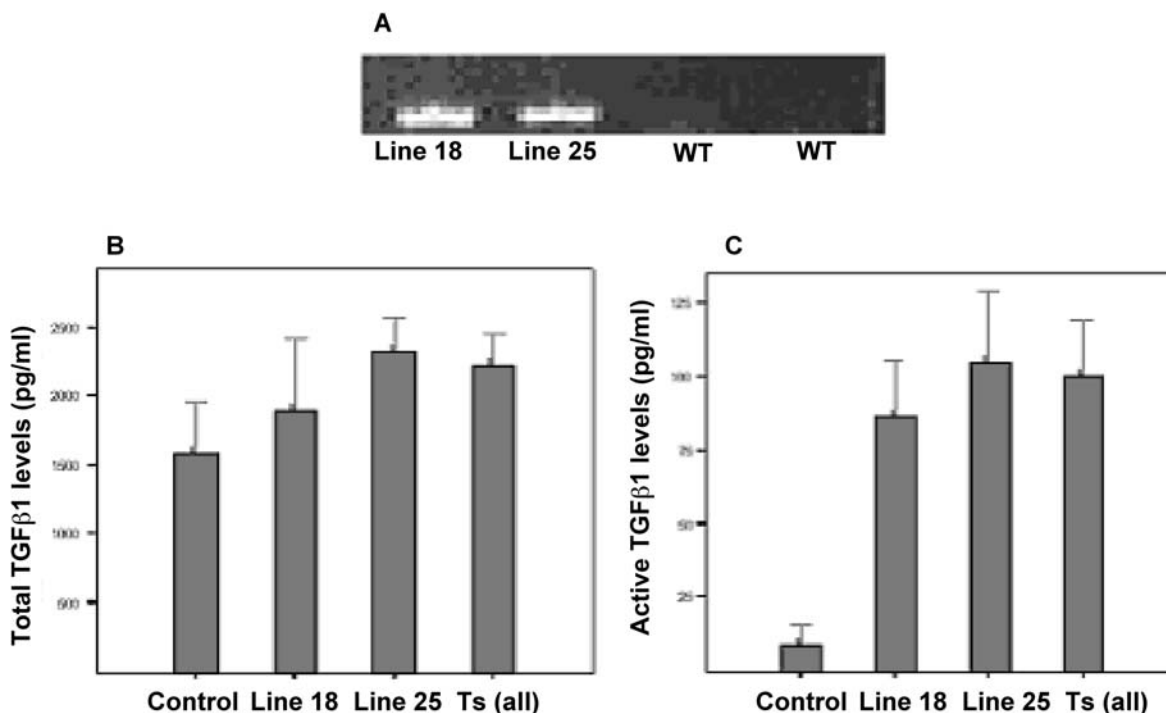 A
Line 18 Line 25 WT WT
B
Total TGFβ1 levels (pg/ml)
2500
2000
1500
1000
500
Control Line 18 Line 25 Ts (all)
C
Active TGFβ1 levels (pg/ml)
125
100
75
50
25
Control Line 18 Line 25 Ts (all)